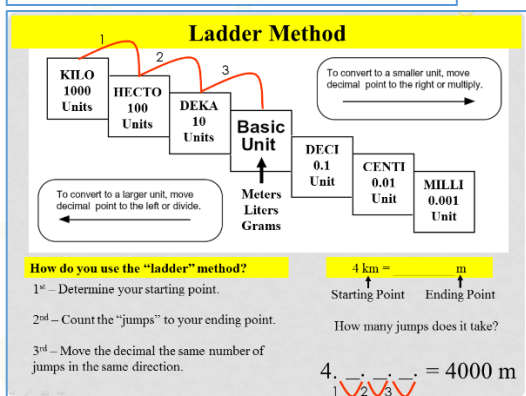 Ladder Method
1
2
3
KILO
1000
Units
HECTO
100
Units
DEKA
10
Units
Basic
Unit
DECI
0.1
Unit
CENTI
0.01
Unit
MILLI
0.001
Unit
To convert to a smaller unit, move
decimal point to the right or multiply.
To convert to a larger unit, move
decimal point to the left or divide.
Meters
Liters
Grams
How do you use the “ladder” method?
1st – Determine your starting point.
2nd – Count the “jumps” to your ending point.
3rd – Move the decimal the same number of
jumps in the same direction.
4 km = _________ m
Starting Point Ending Point
How many jumps does it take?
4. _. _. _. = 4000 m
1 2 3